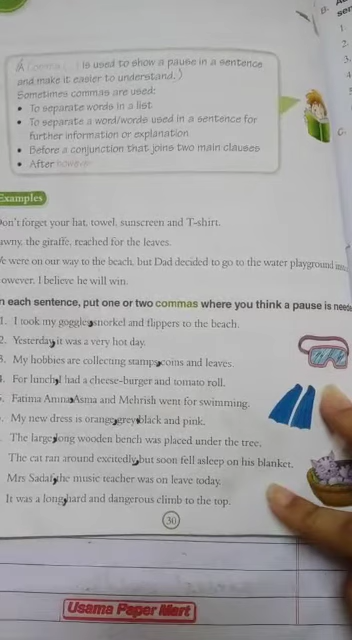 B.
1.
2.
3.
C.
A Comma (,) is used to show a pause in a sentence
and make it easier to understand.)
Sometimes commas are used:
• To separate words in a list
• To separate a word/words used in a sentence for
further information or explanation
• Before a conjunction that joins two main clauses
• After however
Examples
Don't forget your hat, towel, sunscreen and T-shirt.
awny, the giraffe, reached for the leaves.
We were on our way to the beach, but Dad decided to go to the water playground
However, I believe he will win.
In each sentence, put one or two commas where you think a pause is
1. I took my goggles,snorkel and flippers to the beach.
2. Yesterday,it was a very hot day.
3. My hobbies are collecting stamps,coins and leaves.
4. For lunch,I had a cheese-burger and tomato roll.
Fatima Amna,Asma and Mehrish went for swimming.
My new dress is orange,grey,black and pink.
The large,long wooden bench was placed under the tree.
The cat ran around excitedly,but soon fell asleep on his blanket.
Mrs Sadaf,the music teacher was on leave today.
It was a long,hard and dangerous climb to the top.
30
Usama Paper Mart